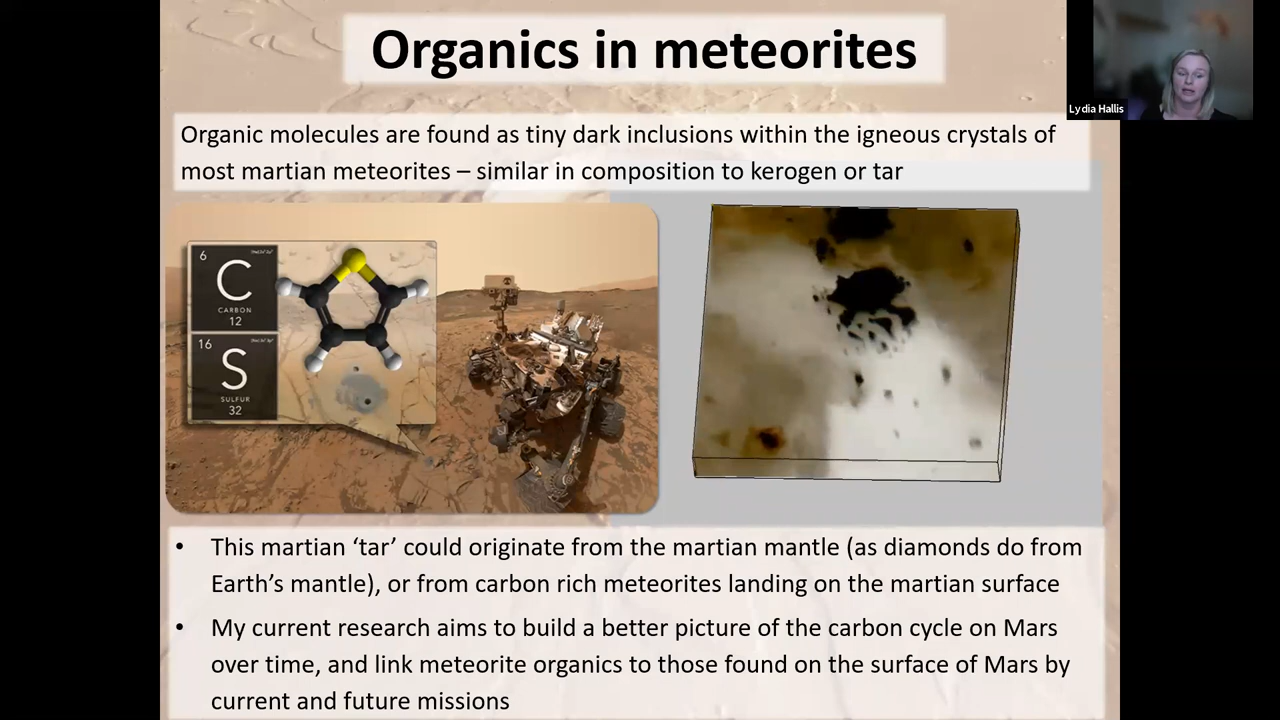 Organics in meteorites
Lydia Hallis
Organic molecules are found as tiny dark inclusions within the igneous crystals of
most martian meteorites – similar in composition to kerogen or tar
6
C
CARBON
12
16
S
SULFUR
32
• This martian ‘tar’ could originate from the martian mantle (as diamonds do from
Earth’s mantle), or from carbon rich meteorites landing on the martian surface
• My current research aims to build a better picture of the carbon cycle on Mars
over time, and link meteorite organics to those found on the surface of Mars by
current and future missions